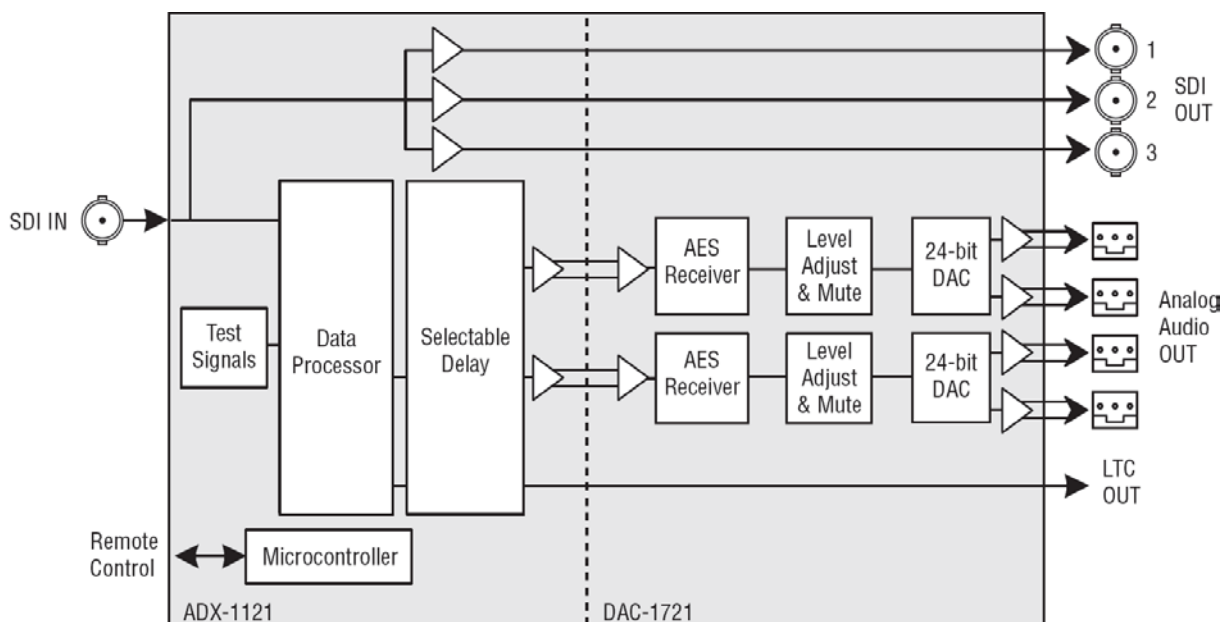 1
SDI
2
OUT
3
SDI IN
AES
Receiver
Level
Adjust
& Mute
24-bit
DAC
Test
Signals
Data
Processor
Selectable
Delay
Analog
Audio
OUT
AES
Receiver
Level
Adjust
& Mute
24-bit
DAC
LTC
OUT
Remote
Control
Microcontroller
ADX-1121
DAC-1721